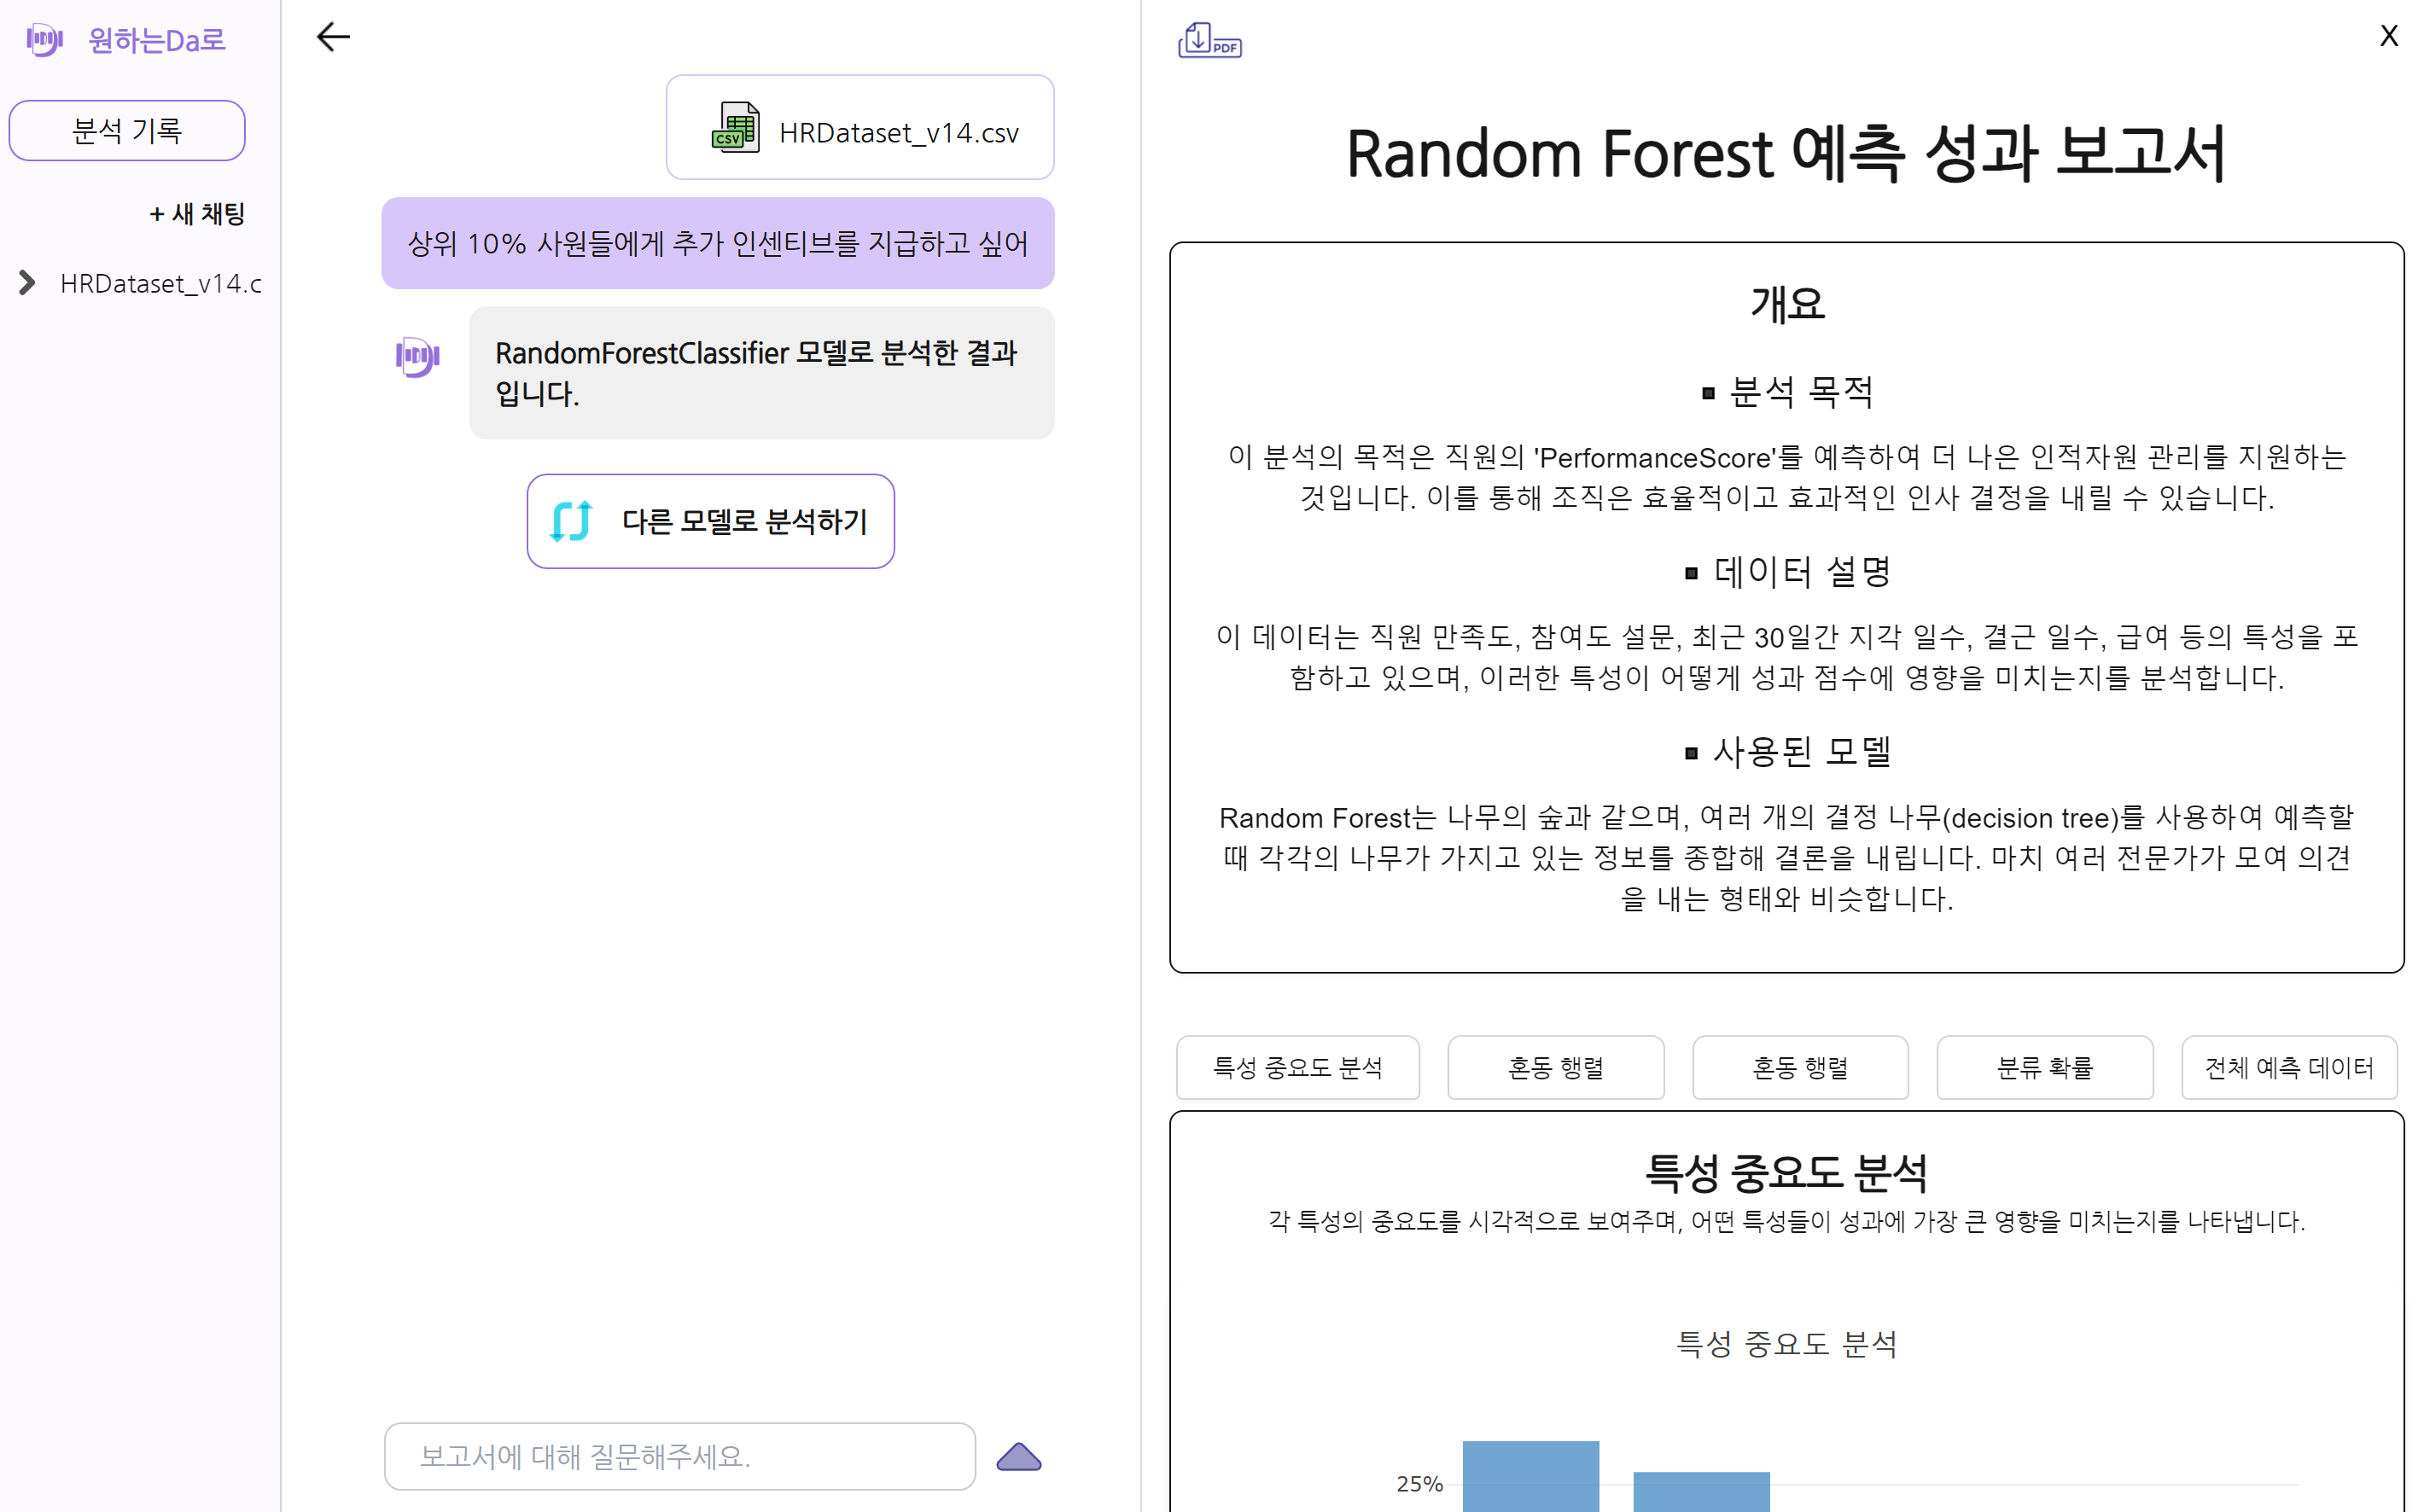 원하는Da로
분석 기록
+ 새 채팅
HRDataset_v14.c
HRDataset_v14.csv
상위 10% 사원들에게 추가 인센티브를 지급하고 싶어
RandomForestClassifier 모델로 분석한 결과
입니다.
다른 모델로 분석하기
보고서에 대해 질문해주세요.
PDF
X
Random Forest 예측 성과 보고서
개요
▪ 분석 목적
이 분석의 목적은 직원의 'PerformanceScore'를 예측하여 더 나은 인적자원 관리를 지원하는
것입니다. 이를 통해 조직은 효율적이고 효과적인 인사 결정을 내릴 수 있습니다.
▪ 데이터 설명
이 데이터는 직원 만족도, 참여도 설문, 최근 30일간 지각 일수, 결근 일수, 급여 등의 특성을 포
함하고 있으며, 이러한 특성이 어떻게 성과 점수에 영향을 미치는지를 분석합니다.
▪ 사용된 모델
Random Forest는 나무의 숲과 같으며, 여러 개의 결정 나무(decision tree)를 사용하여 예측할
때 각각의 나무가 가지고 있는 정보를 종합해 결론을 내립니다. 마치 여러 전문가가 모여 의견
을 내는 형태와 비슷합니다.
특성 중요도 분석
혼동 행렬
혼동 행렬
분류 확률
전체 예측 데이터
특성 중요도 분석
각 특성의 중요도를 시각적으로 보여주며, 어떤 특성들이 성과에 가장 큰 영향을 미치는지를 나타냅니다.
특성 중요도 분석
25%
CSV